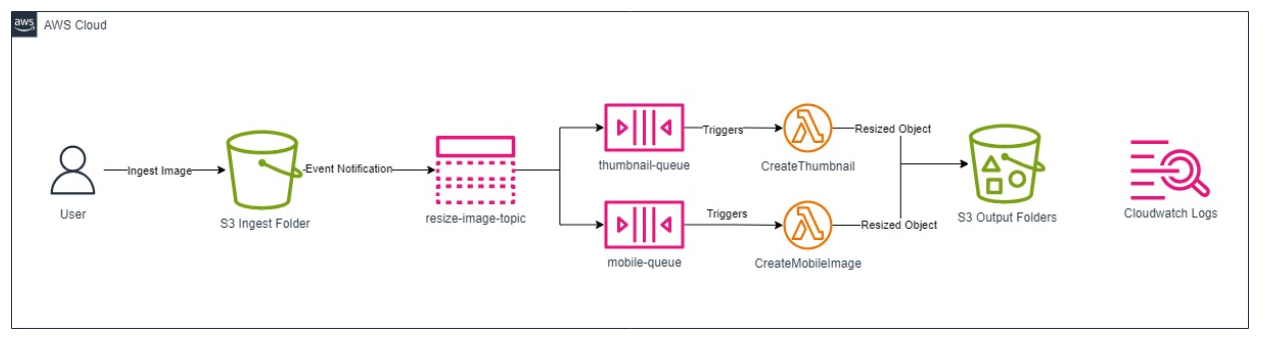 aws
AWS Cloud
User
Ingest Image
S3 Ingest Folder
Event Notification
resize-image-topic
thumbnail-queue
Triggers
CreateThumbnail
Resized Object
mobile-queue
Triggers
CreateMobileImage
Resized Object
S3 Output Folders
Cloudwatch Logs